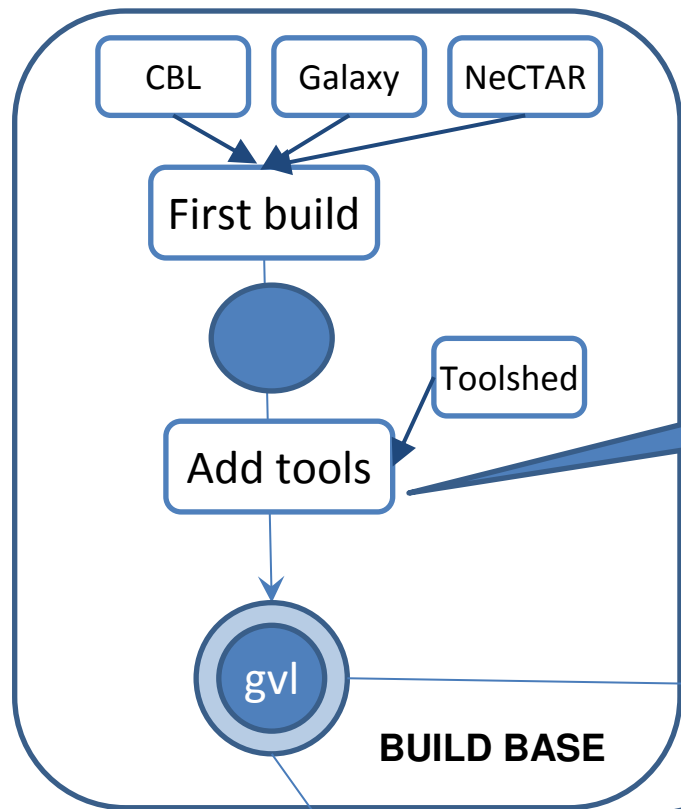 CBL
Galaxy
NeCTAR
First build
Toolshed
Add tools
gvl
BUILD BASE